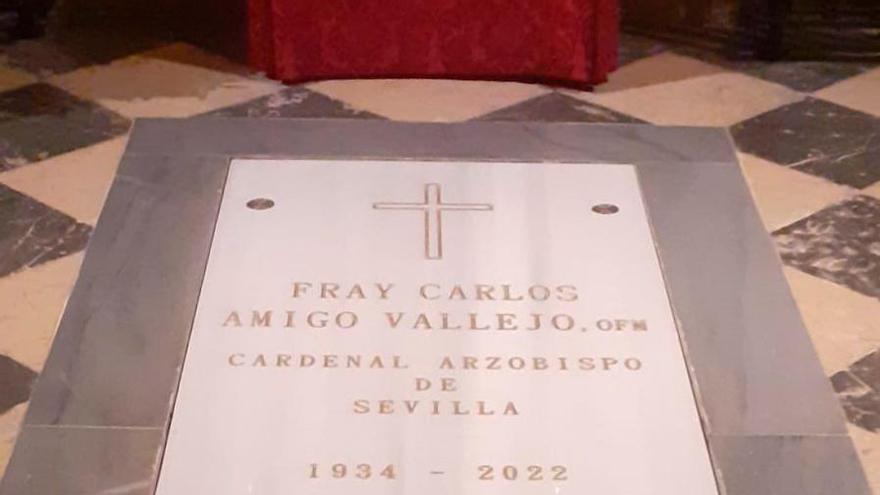 FRAY CARLOS
AMIGO VALLEJO, OFM
CARDENAL ARZOBISPO
DE
SEVILLA
1934 - 2022